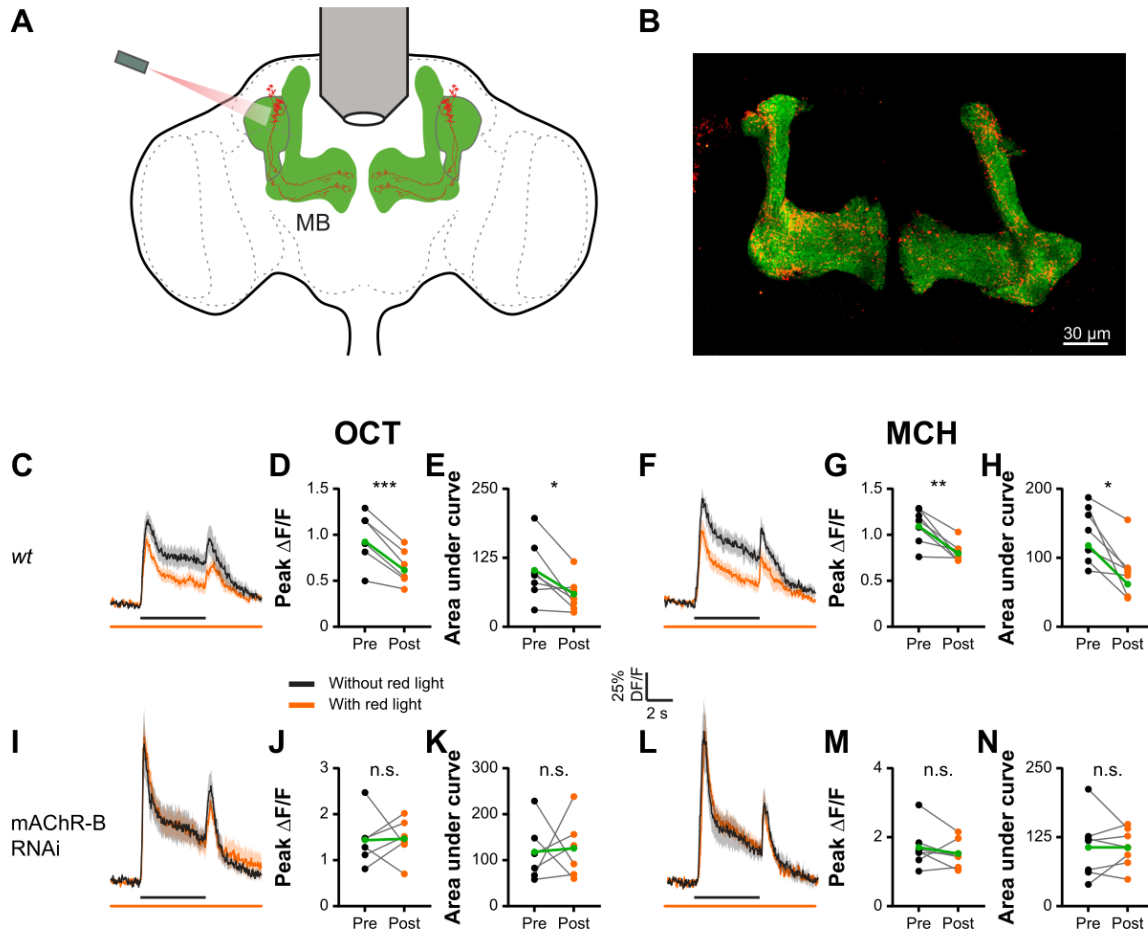 A
B
MB
30 µm
OCT
MCH
C
D
E
F
G
H
wt
Peak ΔF/F
1.5
1.0
0.5
0
***
Pre
Post
Area under curve
250
125
0
*
Pre
Post
Peak ΔF/F
1.5
1.0
0.5
0
**
Pre
Post
Area under curve
200
100
0
*
Pre
Post
Without red light
With red light
25%
DF/F
2 s
I
J
K
L
M
N
mAChR-B
RNAi
Peak ΔF/F
3
2
1
0
n.s.
Pre
Post
Area under curve
300
200
100
0
n.s.
Pre
Post
Peak ΔF/F
4
2
0
n.s.
Pre
Post
Area under curve
250
125
0
n.s.
Pre
Post